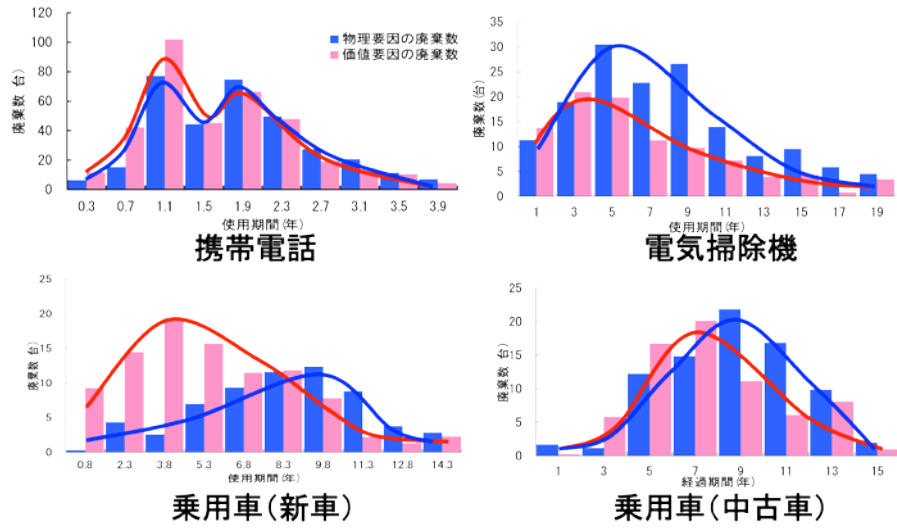 120
100
80
60
40
20
0
廃棄数 台)
■物理要因の廃棄数
■価値要因の廃棄数
0.3 0.7 1.1 1.5 1.9 2.3 2.7 3.1 3.5 3.9
使用期間(年)
携帯電話
35
30
25
20
15
10
5
0
廃棄数(台)
1 3 5 7 9 11 13 15 17 19
使用期間(年)
電気掃除機
25
20
15
10
5
0
廃棄数 台)
0.8 2.3 3.8 5.3 6.8 8.3 9.8 11.3 12.8 14.3
使用期間(年)
乗用車(新車)
25
20
15
10
5
0
廃棄数(台)
1 3 5 7 9 11 13 15
経過期間(年)
乗用車(中古車)